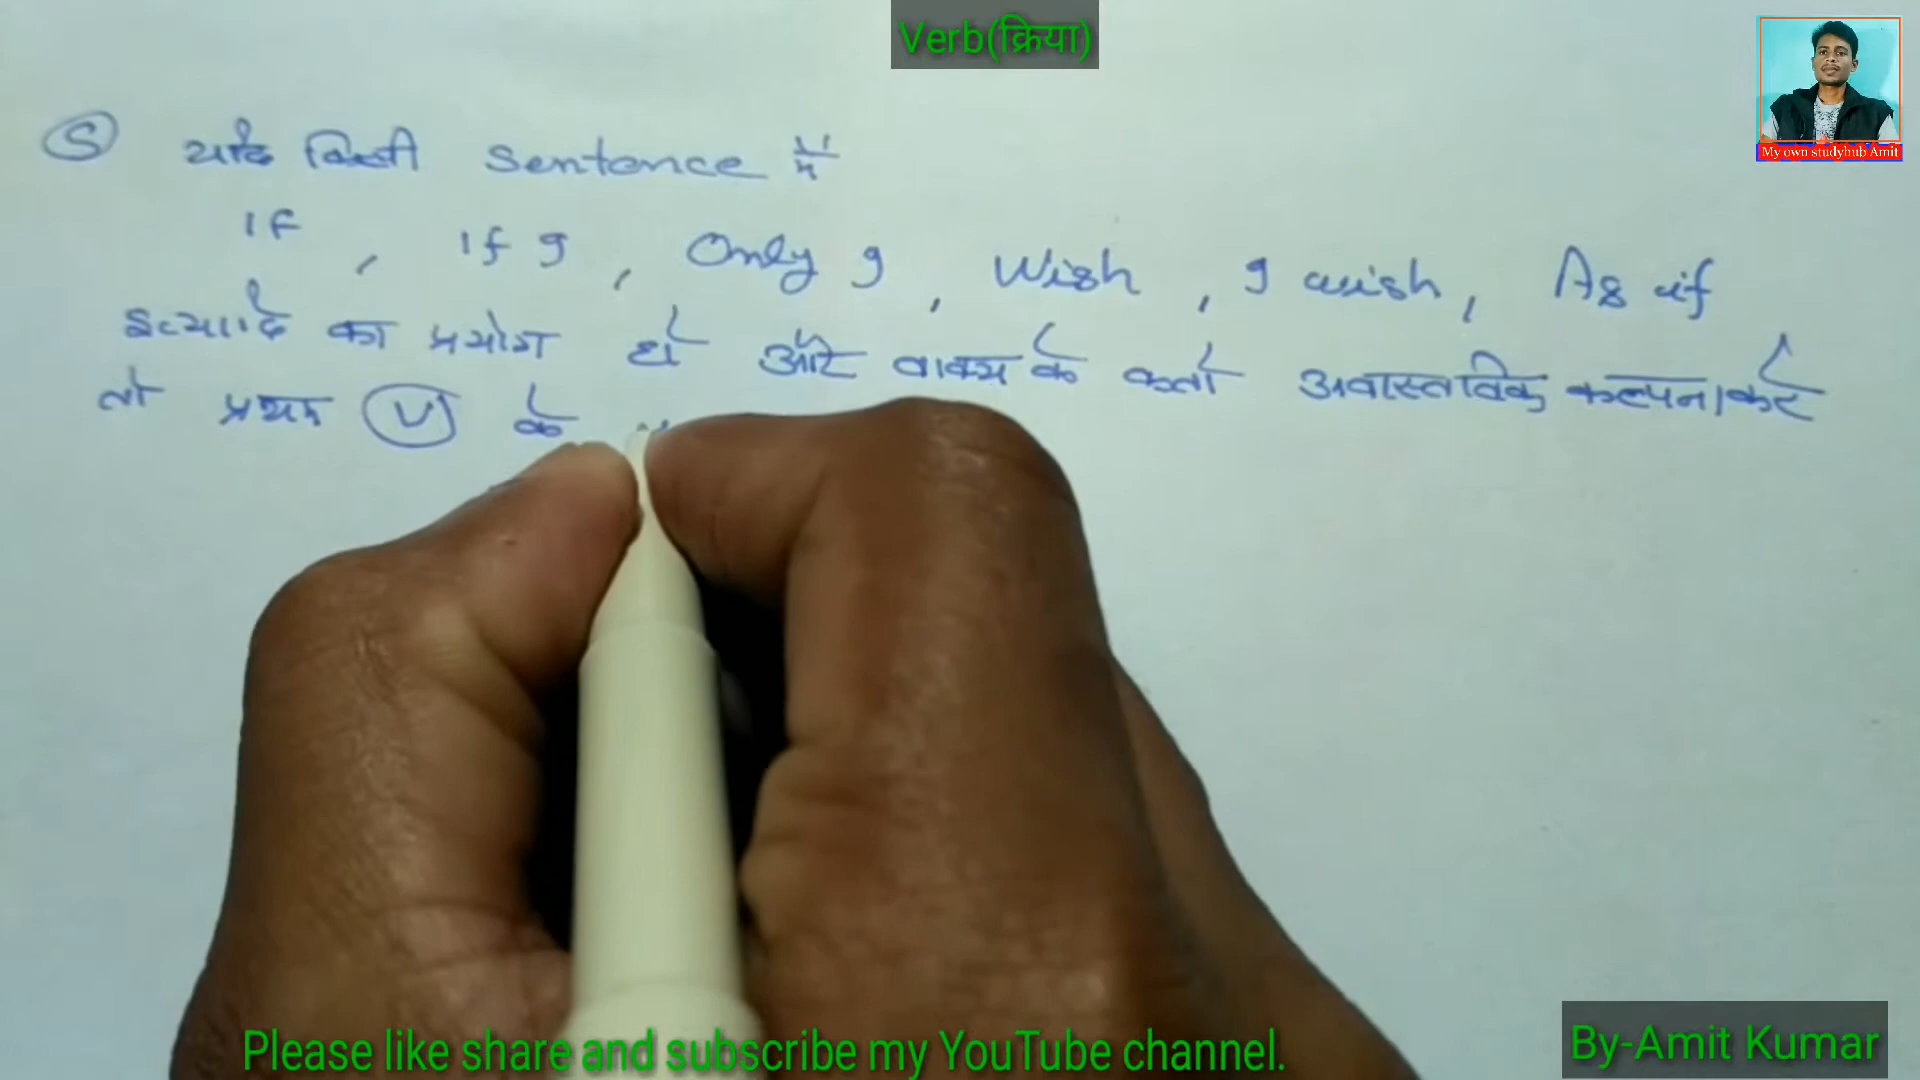 Verb(क्रिया)
My own studyhub Amit
⑤ यदि किसी Sentence में
If , If I , Only I , Wish , I wish , As if
इत्यादि का प्रयोग हो और वाक्य के कर्ता अवास्तविक कल्पना करे
तो प्रथम Ⓥ के
Please like share and subscribe my YouTube channel.
By-Amit Kumar